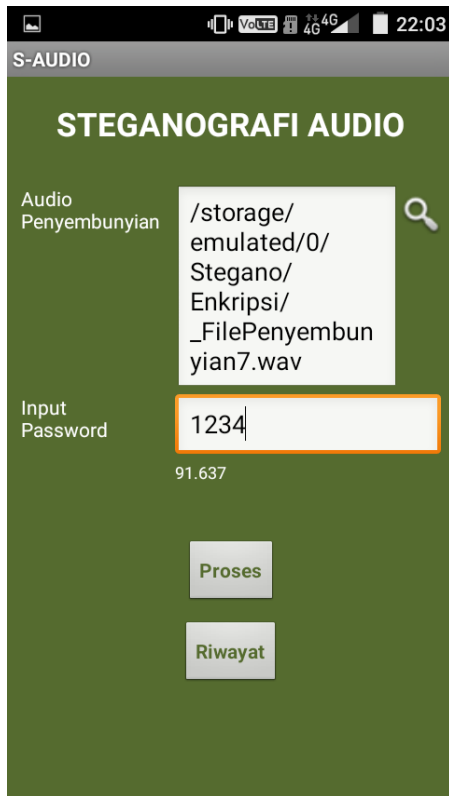 VoLTE 4G 4G 22:03
S-AUDIO
STEGANOGRAFI AUDIO
Audio
Penyembunyian
/storage/
emulated/0/
Stegano/
Enkripsi/
_FilePenyembun
yian7.wav
Input
Password
1234
91.637
Proses
Riwayat